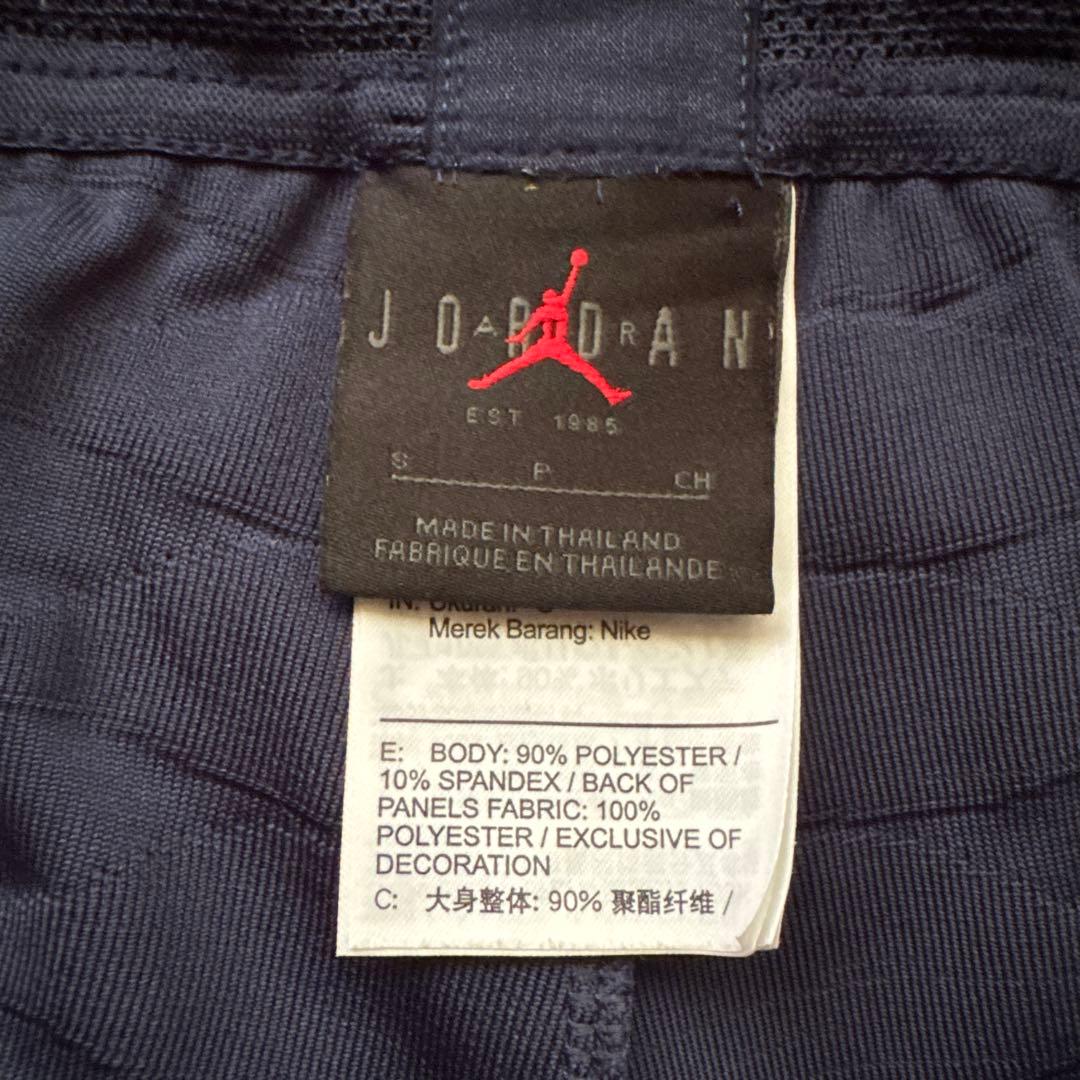 JORDAN
AIR
EST 1985
S P CH
MADE IN THAILAND
FABRIQUE EN THAILANDE
Merek Barang: Nike
E: BODY: 90% POLYESTER /
10% SPANDEX / BACK OF
PANELS FABRIC: 100%
POLYESTER / EXCLUSIVE OF
DECORATION
C: 大身整体: 90% 聚酯纤维 /